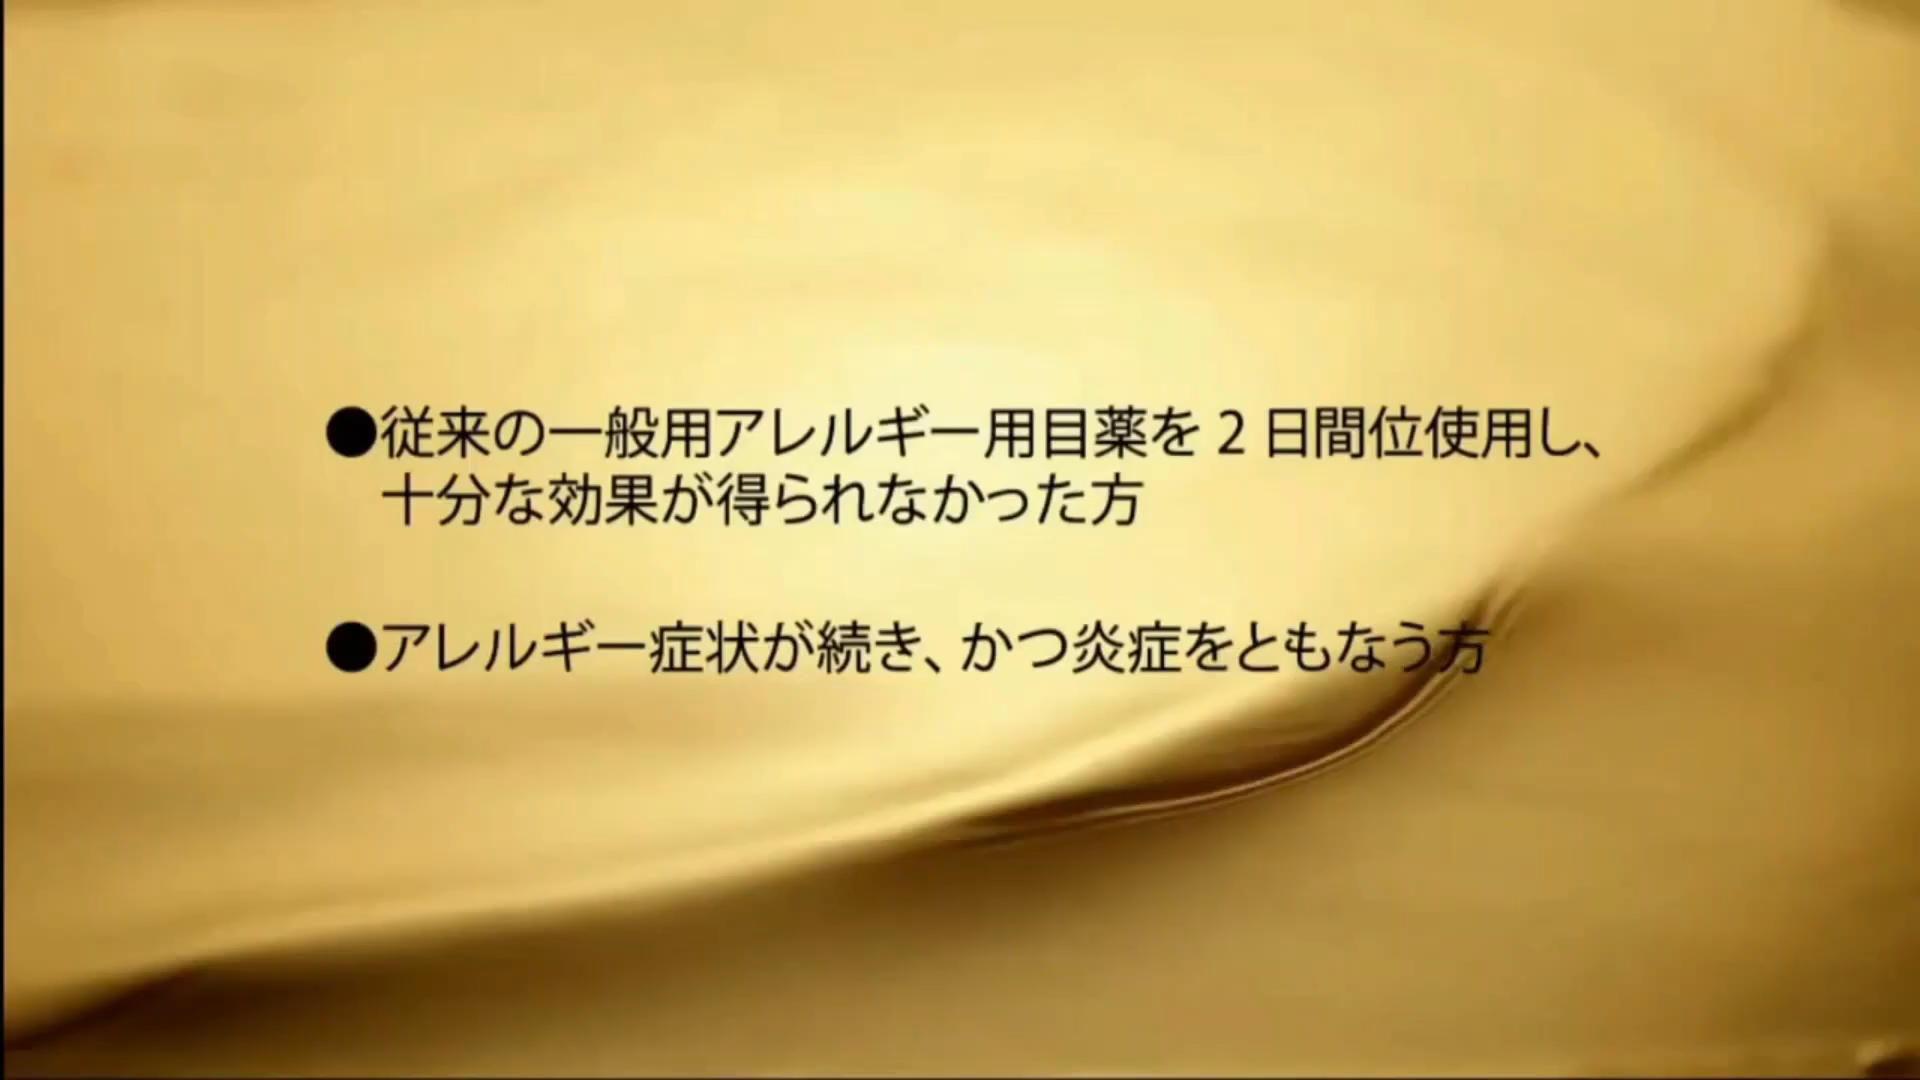 ●従来の一般用アレルギー用目薬を2日間位使用し、
十分な効果が得られなかった方
●アレルギー症状が続き、かつ炎症をともなう方